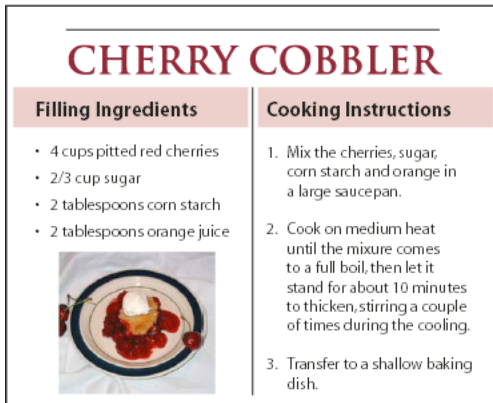 CHERRY COBBLER
Filling Ingredients
• 4 cups pitted red cherries
• 2/3 cup sugar
• 2 tablespoons corn starch
• 2 tablespoons orange juice
Cooking Instructions
1. Mix the cherries, sugar,
corn starch and orange in
a large saucepan.
2. Cook on medium heat
until the mixure comes
to a full boil, then let it
stand for about 10 minutes
to thicken, stirring a couple
of times during the cooling.
3. Transfer to a shallow baking
dish.